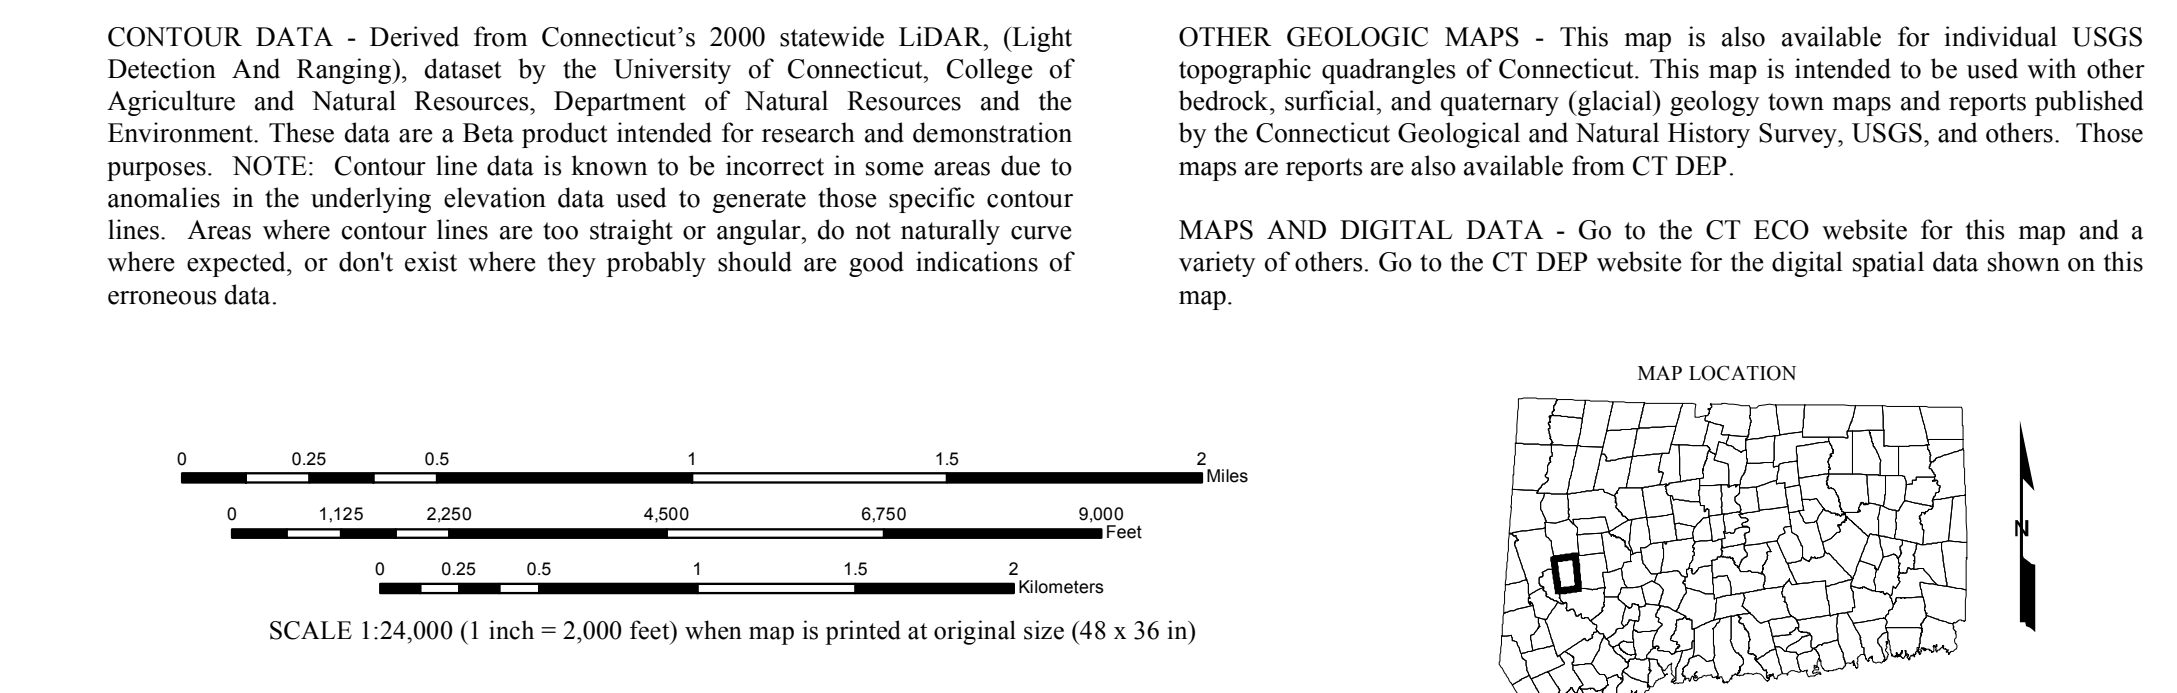 CONTOUR DATA - Derived from Connecticut’s 2000 statewide LiDAR, (Light
Detection And Ranging), dataset by the University of Connecticut, College of
Agriculture and Natural Resources, Department of Natural Resources and the
Environment. These data are a Beta product intended for research and demonstration
purposes. NOTE: Contour line data is known to be incorrect in some areas due to
anomalies in the underlying elevation data used to generate those specific contour
lines. Areas where contour lines are too straight or angular, do not naturally curve
where expected, or don't exist where they probably should are good indications of
erroneous data.
OTHER GEOLOGIC MAPS - This map is also available for individual USGS
topographic quadrangles of Connecticut. This map is intended to be used with other
bedrock, surficial, and quaternary (glacial) geology town maps and reports published
by the Connecticut Geological and Natural History Survey, USGS, and others. Those
maps are reports are also available from CT DEP.
MAPS AND DIGITAL DATA - Go to the CT ECO website for this map and a
variety of others. Go to the CT DEP website for the digital spatial data shown on this
map.
0 0.25 0.5 1 1.5 2
Miles
0 1,125 2,250 4,500 6,750 9,000
Feet
0 0.25 0.5 1 1.5 2
Kilometers
SCALE 1:24,000 (1 inch = 2,000 feet) when map is printed at original size (48 x 36 in)
MAP LOCATION
N